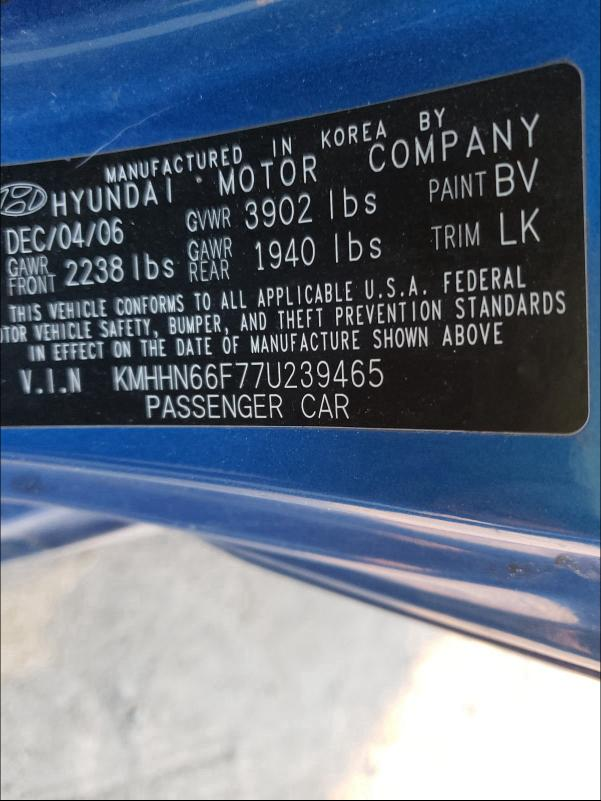 MANUFACTURED IN KOREA BY
HYUNDAI MOTOR COMPANY
DEC/04/06 GVWR 3902 lbs PAINT BV
GAWR FRONT 2238 lbs GAWR REAR 1940 lbs TRIM LK
THIS VEHICLE CONFORMS TO ALL APPLICABLE U.S.A. FEDERAL
VEHICLE SAFETY, BUMPER, AND THEFT PREVENTION STANDARDS
IN EFFECT ON THE DATE OF MANUFACTURE SHOWN ABOVE
V.I.N KMHHN66F77U239465
PASSENGER CAR